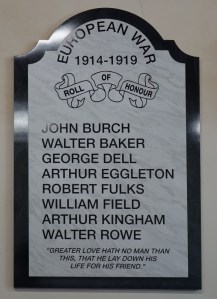 EUROPEAN WAR
1914-1919
ROLL OF HONOUR
JOHN BURCH
WALTER BAKER
GEORGE DELL
ARTHUR EGGLETON
ROBERT FULKS
WILLIAM FIELD
ARTHUR KINGHAM
WALTER ROWE
"GREATER LOVE HATH NO MAN THAN
THIS, THAT HE LAY DOWN HIS
LIFE FOR HIS FRIEND."